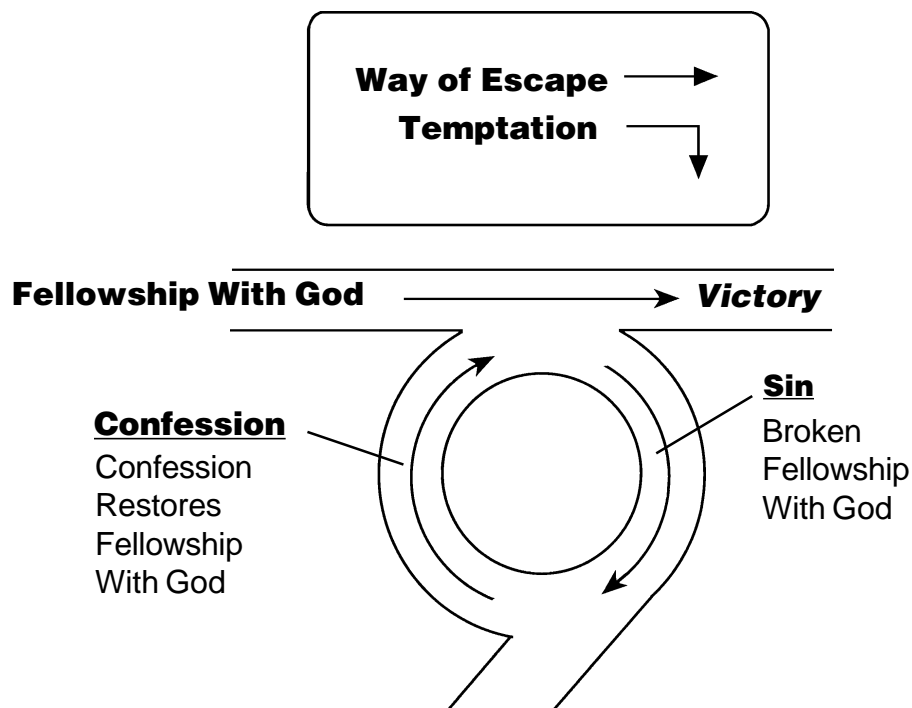 Way of Escape
Temptation
Fellowship With God
Victory
Confession
Confession
Restores
Fellowship
With God
Sin
Broken
Fellowship
With God